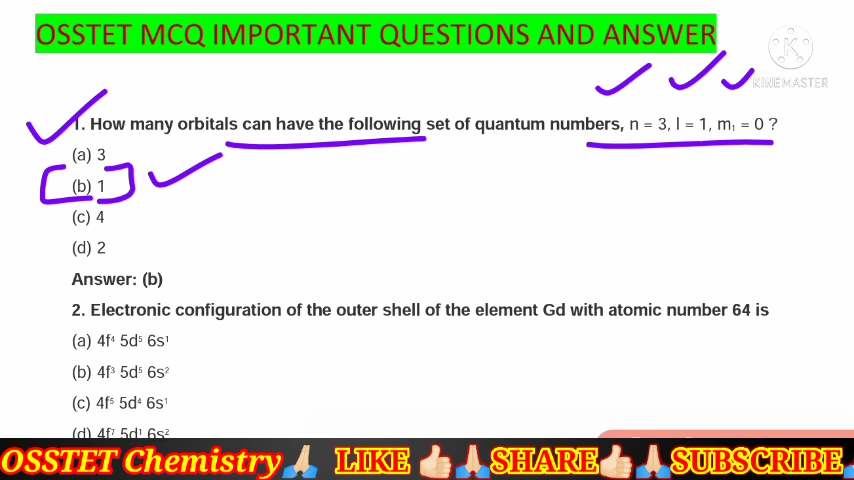 OSSTET MCQ IMPORTANT QUESTIONS AND ANSWER
KINEMASTER
1. How many orbitals can have the following set of quantum numbers, n = 3, l = 1, m₁ = 0 ?
(a) 3
(b) 1
(c) 4
(d) 2
Answer: (b)
2. Electronic configuration of the outer shell of the element Gd with atomic number 64 is
(a) 4f⁴ 5d⁵ 6s¹
(b) 4f³ 5d⁵ 6s²
(c) 4f⁵ 5d⁴ 6s¹
(d) 4f⁷ 5d¹ 6s²
OSSTET Chemistry🙏🏼 LIKE 👍🏼🙏🏼SHARE👍🏼🙏🏼SUBSCRIBE🙏🏼